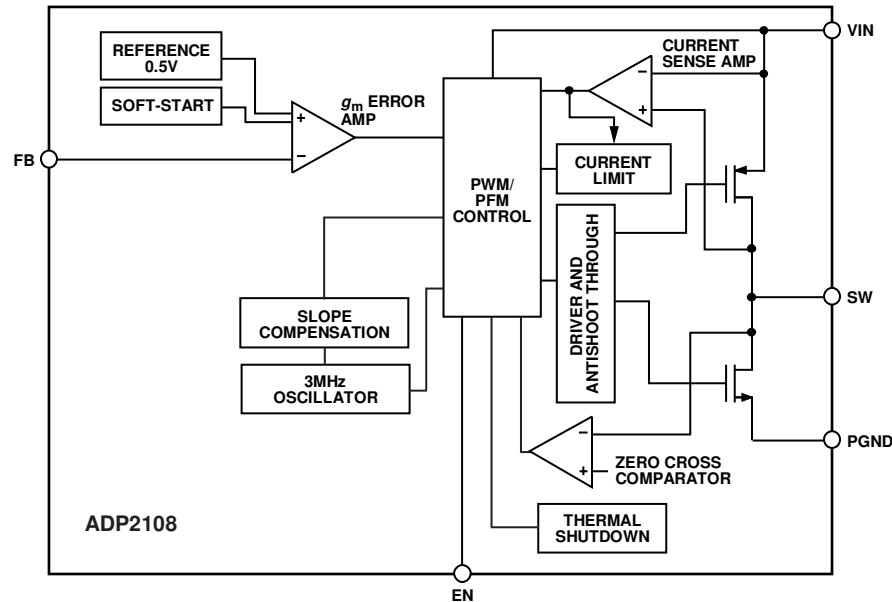 REFERENCE
0.5V
SOFT-START
gm ERROR
AMP
+
−
FB
PWM/
PFM
CONTROL
CURRENT
SENSE AMP
−
+
VIN
CURRENT
LIMIT
DRIVER AND
ANTISHOOT THROUGH
SW
SLOPE
COMPENSATION
3MHz
OSCILLATOR
−
+
ZERO CROSS
COMPARATOR
PGND
THERMAL
SHUTDOWN
ADP2108
EN